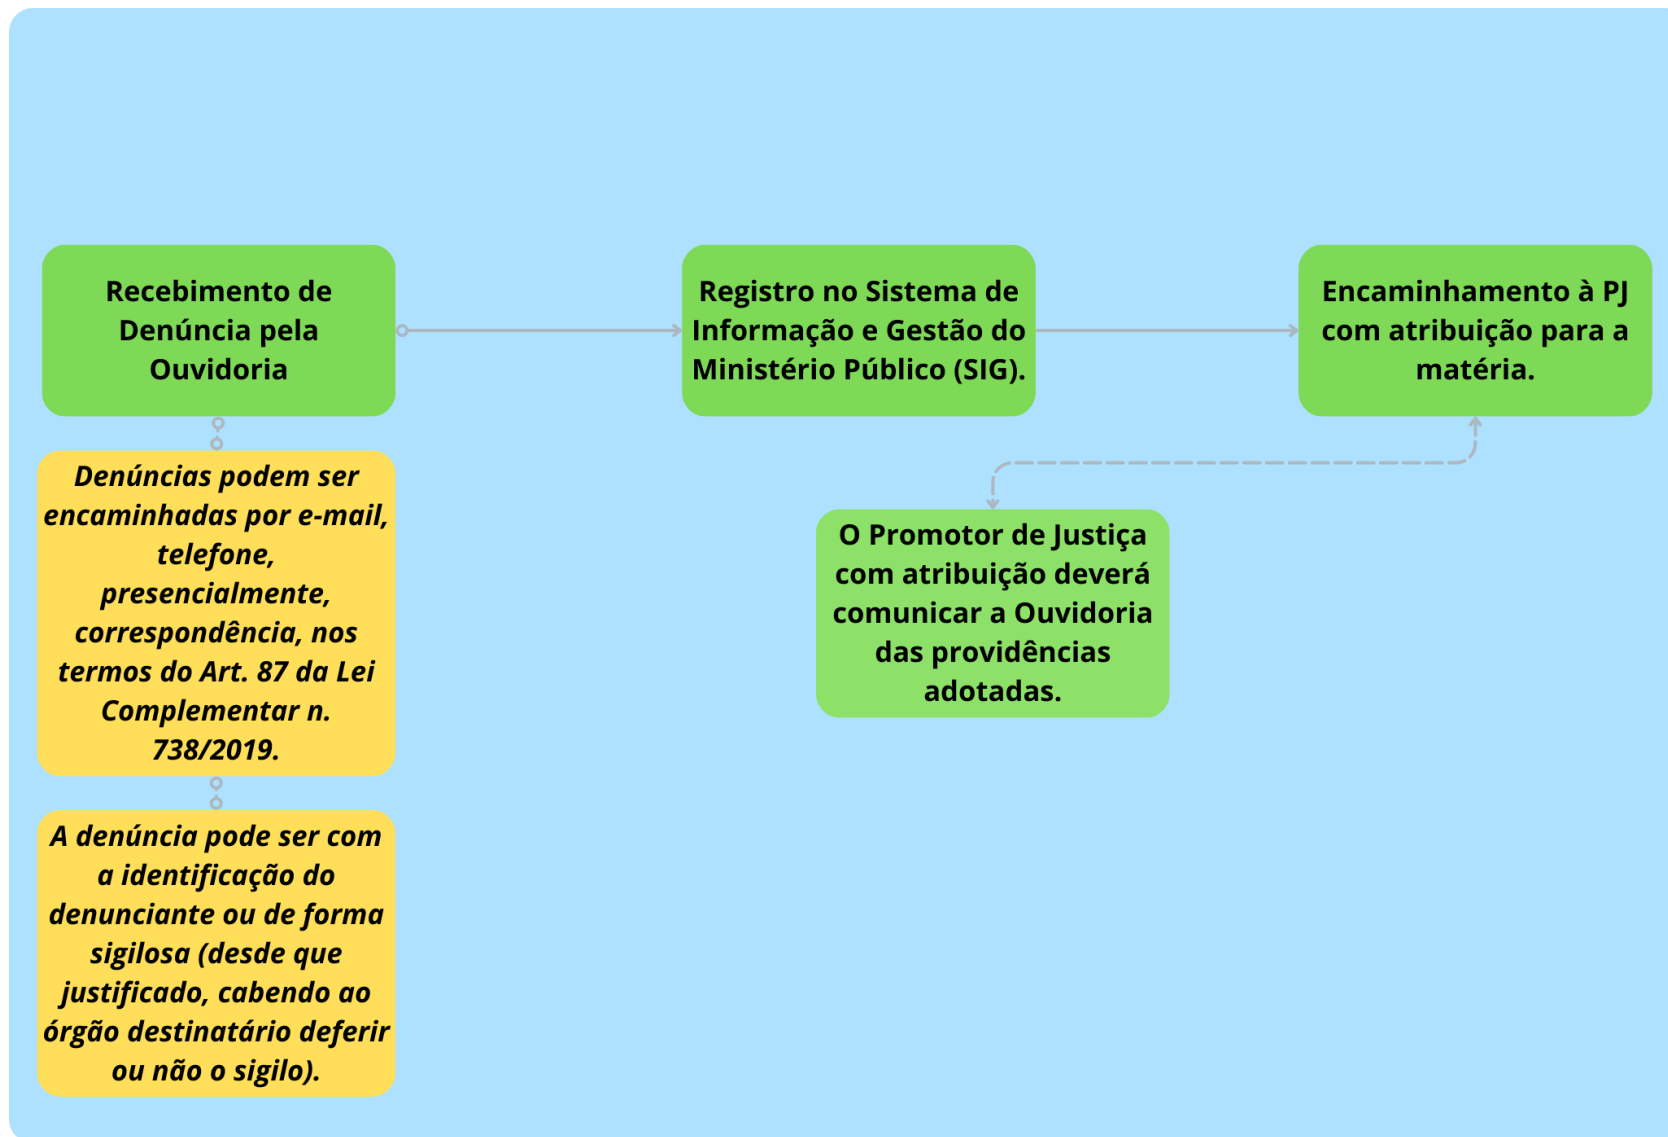 Recebimento de
Denúncia pela
Ouvidoria
Registro no Sistema de
Informação e Gestão do
Ministério Público (SIG).
Encaminhamento à PJ
com atribuição para a
matéria.
Denúncias podem ser
encaminhadas por e-mail,
telefone,
presencialmente,
correspondência, nos
termos do Art. 87 da Lei
Complementar n.
738/2019.
O Promotor de Justiça
com atribuição deverá
comunicar a Ouvidoria
das providências
adotadas.
A denúncia pode ser com
a identificação do
denunciante ou de forma
sigilosa (desde que
justificado, cabendo ao
órgão destinatário deferir
ou não o sigilo).